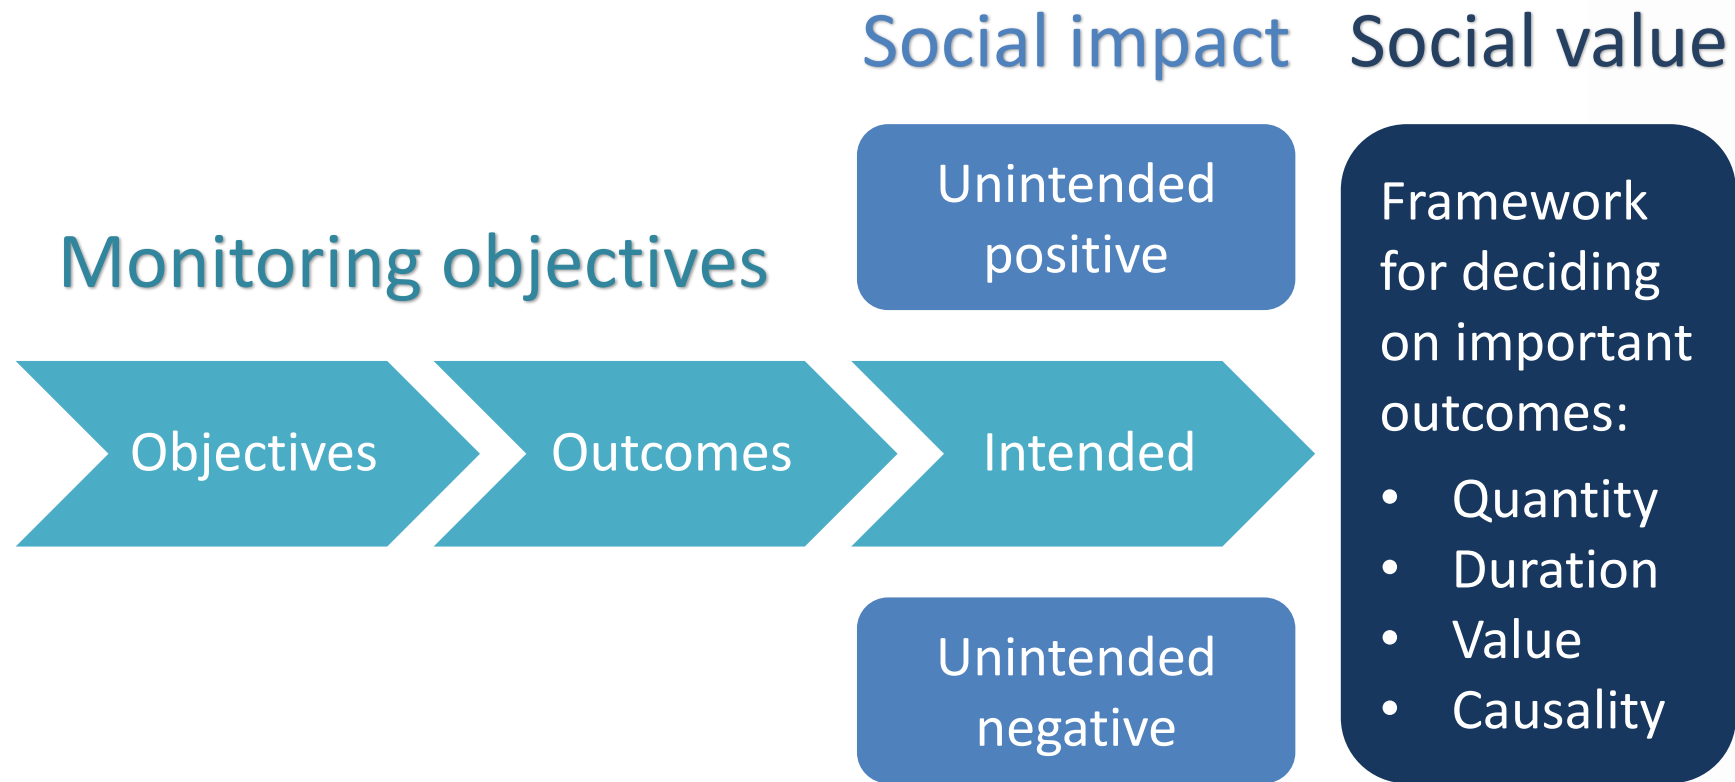 Social impact
Social value
Monitoring objectives
Unintended
positive
Objectives
Outcomes
Intended
Unintended
negative
Framework
for deciding
on important
outcomes:
• Quantity
• Duration
• Value
• Causality